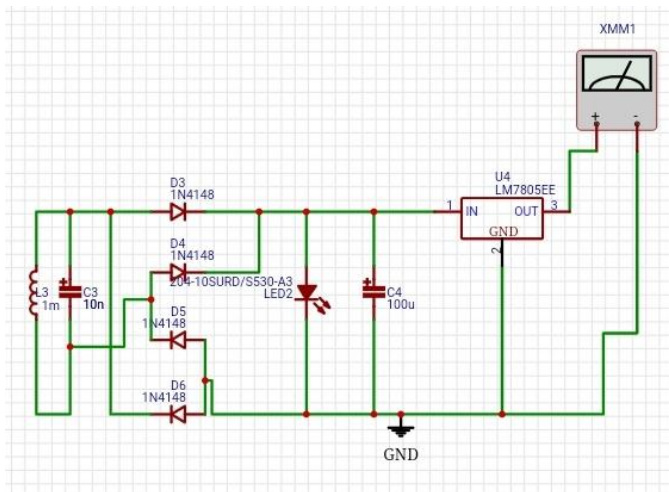 XMM1
+ -
U4
LM7805EE
1 IN OUT 3
GND
2
D3
1N4148
D4
1N4148
204-10SURD/S530-A3
LED2
L3
1m
+
C3
10n
+
C4
100u
D5
1N4148
D6
1N4148
GND